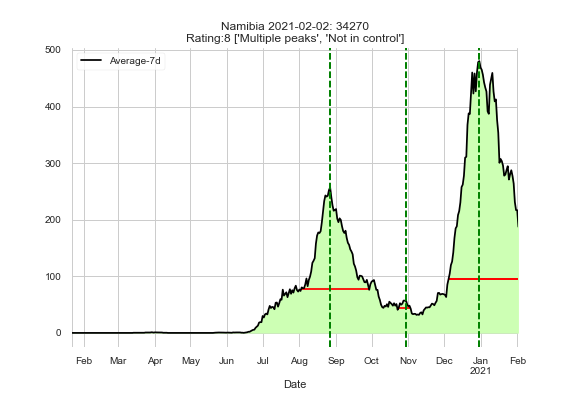 Namibia 2021-02-02: 34270
Rating:8 ['Multiple peaks', 'Not in control']
Average-7d
500
400
300
200
100
0
Feb Mar Apr May Jun Jul Aug Sep Oct Nov Dec Jan Feb
2021
Date